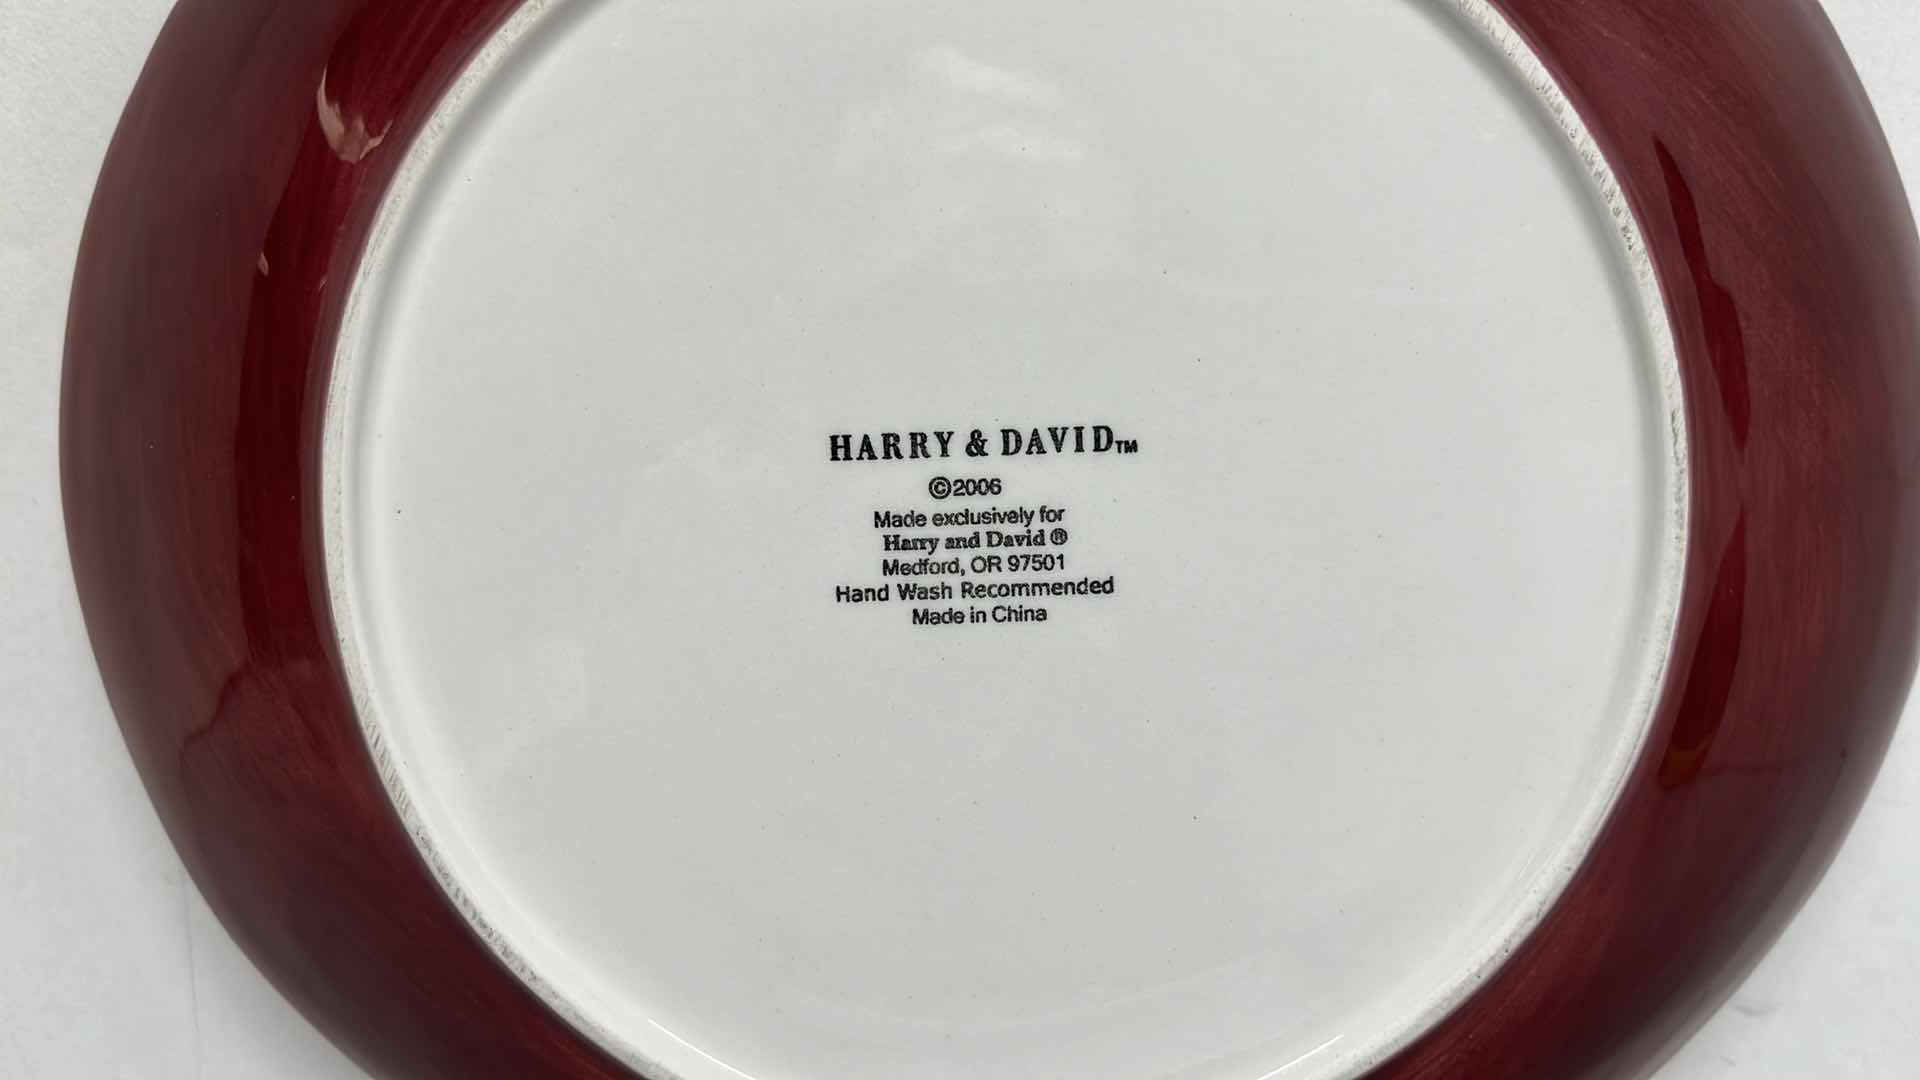 HARRY & DAVID™
©2006
Made exclusively for
Harry and David ®
Medford, OR 97501
Hand Wash Recommended
Made in China